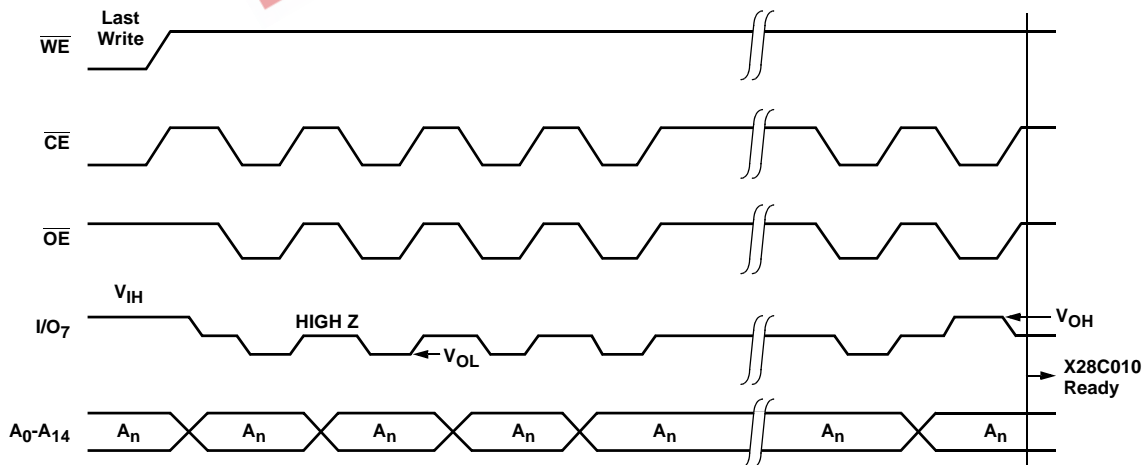 Last
Write
WE
CE
OE
VIH
I/O7
HIGH Z
VOL
VOH
X28C010
Ready
A0-A14
An
An
An
An
An
An
An